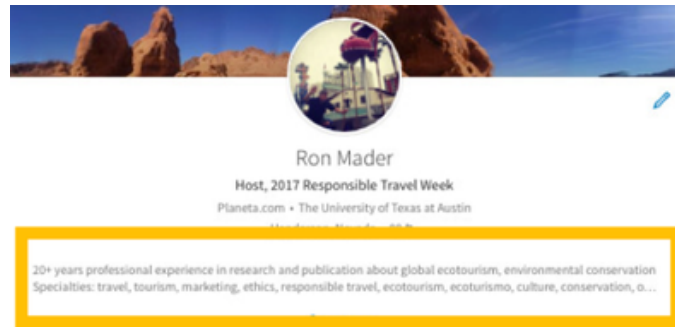 Ron Mader
Host, 2017 Responsible Travel Week
Planeta.com • The University of Texas at Austin
20+ years professional experience in research and publication about global ecotourism, environmental conservation
Specialties: travel, tourism, marketing, ethics, responsible travel, ecotourism, ecoturismo, culture, conservation, o…